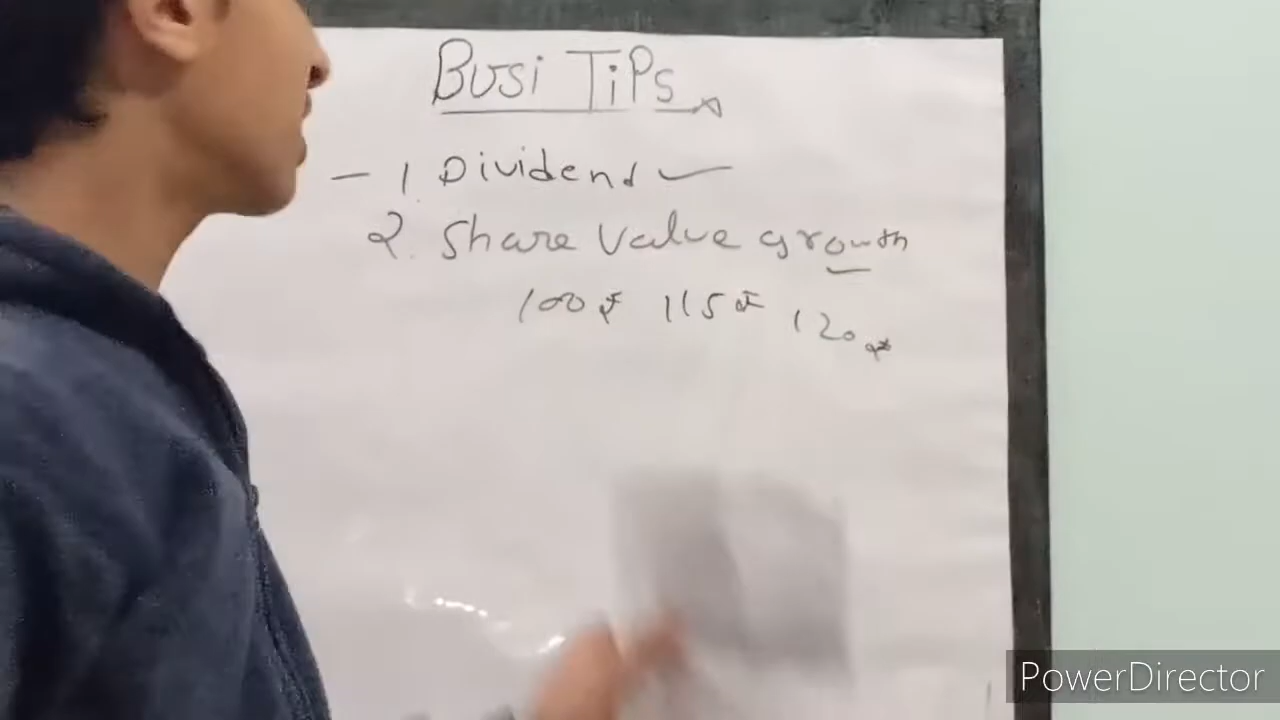 Busi TiPs
- 1. Dividend
2. Share Value growth
100₹ 115₹ 120₹
PowerDirector